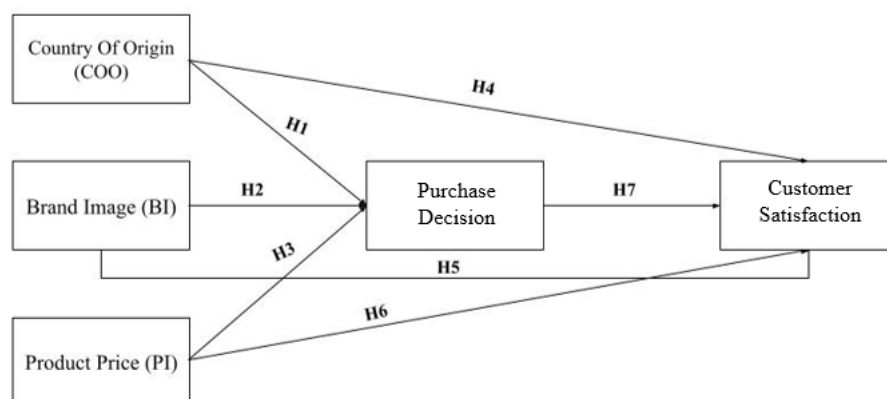 Country Of Origin
(COO)
H4
H1
Brand Image (BI)
H2
Purchase
Decision
H7
Customer
Satisfaction
H3
H5
H6
Product Price (PI)